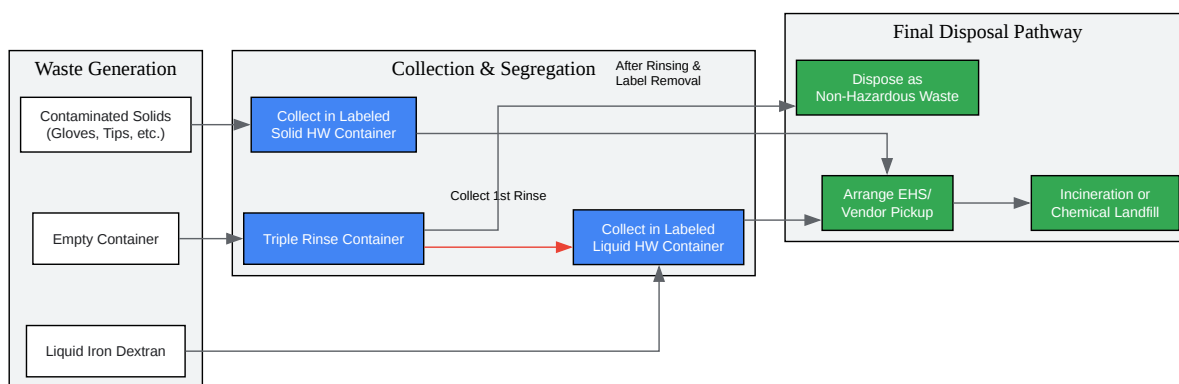 Final Disposal Pathway
Waste Generation
Collection & Segregation
After Rinsing &
Label Removal
Dispose as
Non-Hazardous Waste
Contaminated Solids
(Gloves, Tips, etc.)
Collect in Labeled
Solid HW Container
Collect 1st Rinse
Arrange EHS/
Vendor Pickup
Incineration or
Chemical Landfill
Empty Container
Triple Rinse Container
Collect in Labeled
Liquid HW Container
Liquid Iron Dextran